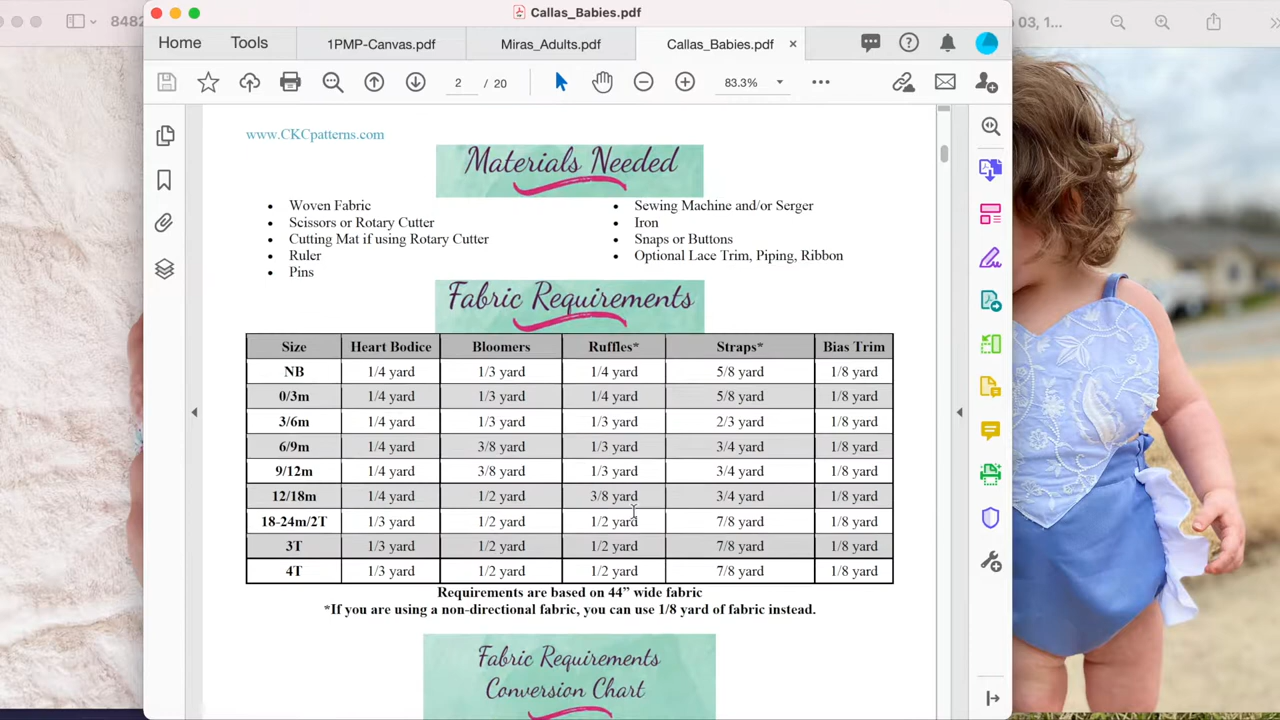 Callas_Babies.pdf
8482
03, 1...
Home
Tools
1PMP-Canvas.pdf
Miras_Adults.pdf
Callas_Babies.pdf
2 / 20
83.3%
www.CKCpatterns.com
Materials Needed
• Woven Fabric
• Scissors or Rotary Cutter
• Cutting Mat if using Rotary Cutter
• Ruler
• Pins
• Sewing Machine and/or Serger
• Iron
• Snaps or Buttons
• Optional Lace Trim, Piping, Ribbon
Fabric Requirements
Size Heart Bodice Bloomers Ruffles* Straps* Bias Trim
NB 1/4 yard 1/3 yard 1/4 yard 5/8 yard 1/8 yard
0/3m 1/4 yard 1/3 yard 1/4 yard 5/8 yard 1/8 yard
3/6m 1/4 yard 1/3 yard 1/3 yard 2/3 yard 1/8 yard
6/9m 1/4 yard 3/8 yard 1/3 yard 3/4 yard 1/8 yard
9/12m 1/4 yard 3/8 yard 1/3 yard 3/4 yard 1/8 yard
12/18m 1/4 yard 1/2 yard 3/8 yard 3/4 yard 1/8 yard
18-24m/2T 1/3 yard 1/2 yard 1/2 yard 7/8 yard 1/8 yard
3T 1/3 yard 1/2 yard 1/2 yard 7/8 yard 1/8 yard
4T 1/3 yard 1/2 yard 1/2 yard 7/8 yard 1/8 yard
Requirements are based on 44” wide fabric
*If you are using a non-directional fabric, you can use 1/8 yard of fabric instead.
Fabric Requirements
Conversion Chart